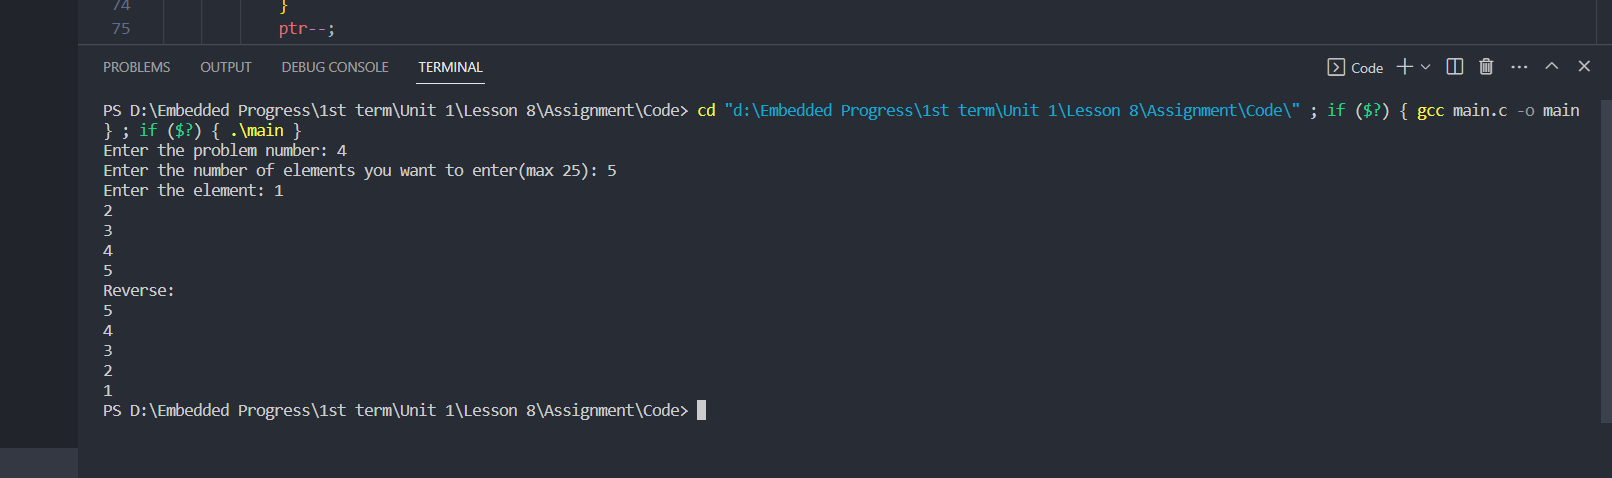 74 }
75 ptr--;
PROBLEMS OUTPUT DEBUG CONSOLE TERMINAL Code
PS D:\Embedded Progress\1st term\Unit 1\Lesson 8\Assignment\Code> cd "d:\Embedded Progress\1st term\Unit 1\Lesson 8\Assignment\Code\" ; if ($?) { gcc main.c -o main
} ; if ($?) { .\main }
Enter the problem number: 4
Enter the number of elements you want to enter(max 25): 5
Enter the element: 1
2
3
4
5
Reverse:
5
4
3
2
1
PS D:\Embedded Progress\1st term\Unit 1\Lesson 8\Assignment\Code>